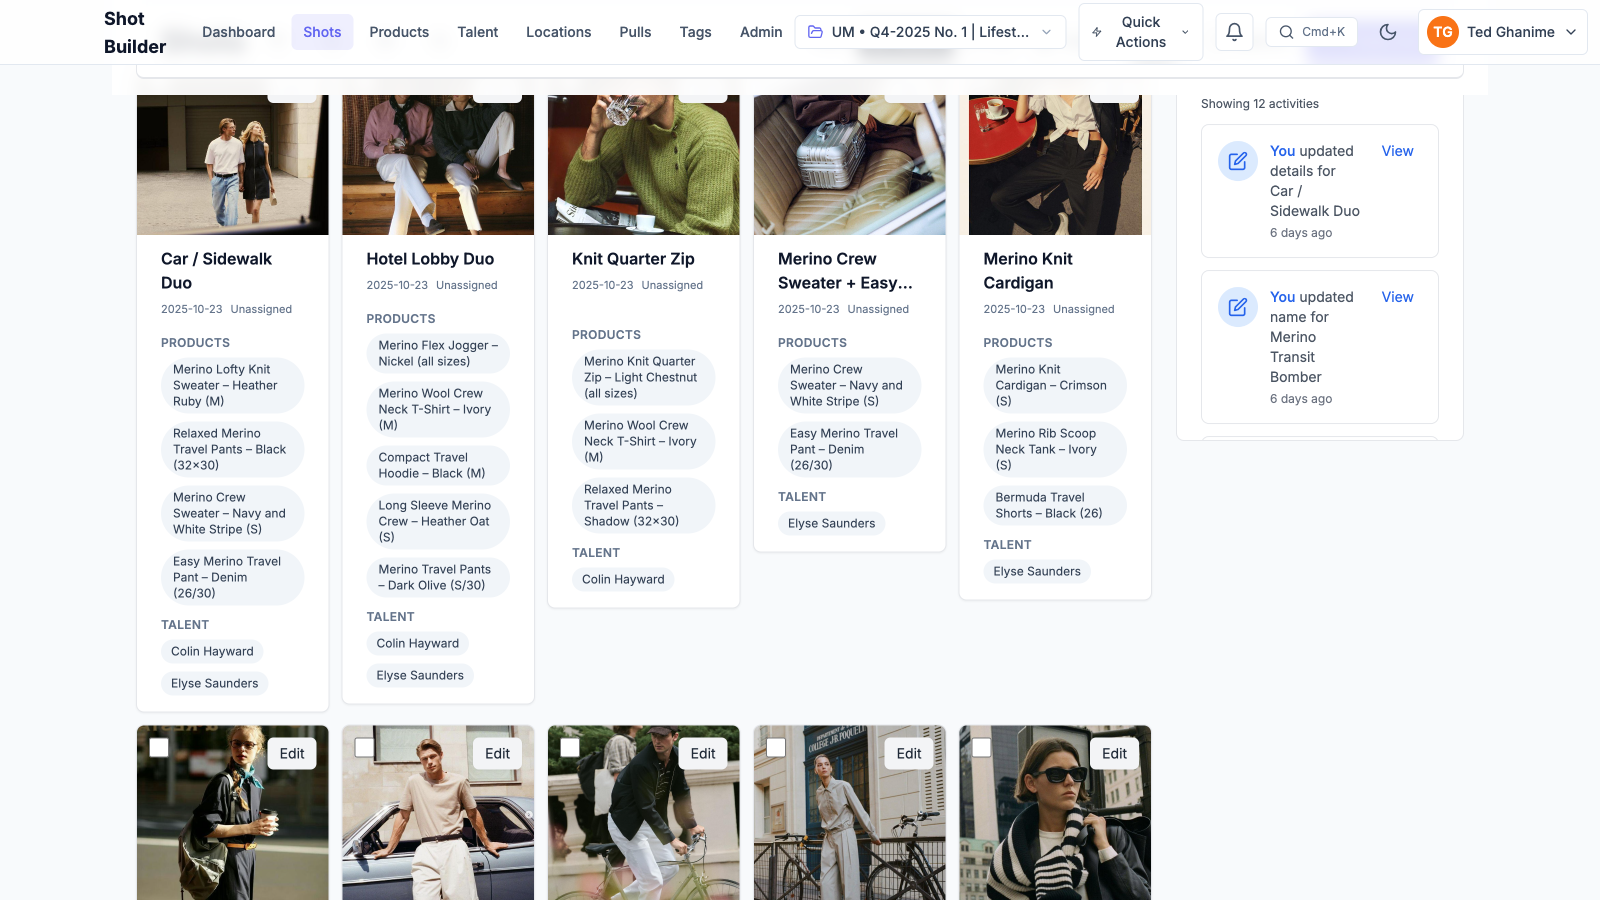 Shot Builder
Dashboard
Shots
Products
Talent
Locations
Pulls
Tags
Admin
UM • Q4-2025 No. 1 | Lifest...
Quick Actions
Cmd+K
TG
Ted Ghanime
Car / Sidewalk
Duo
2025-10-23 Unassigned
PRODUCTS
Merino Lofty Knit
Sweater – Heather
Ruby (M)
Relaxed Merino
Travel Pants – Black
(32×30)
Merino Crew
Sweater – Navy and
White Stripe (S)
Easy Merino Travel
Pant – Denim
(26/30)
TALENT
Colin Hayward
Elyse Saunders
Hotel Lobby Duo
2025-10-23 Unassigned
PRODUCTS
Merino Flex Jogger –
Nickel (all sizes)
Merino Wool Crew
Neck T-Shirt – Ivory
(M)
Compact Travel
Hoodie – Black (M)
Long Sleeve Merino
Crew – Heather Oat
(S)
Merino Travel Pants
– Dark Olive (S/30)
TALENT
Colin Hayward
Elyse Saunders
Knit Quarter Zip
2025-10-23 Unassigned
PRODUCTS
Merino Knit Quarter
Zip – Light Chestnut
(all sizes)
Merino Wool Crew
Neck T-Shirt – Ivory
(M)
Relaxed Merino
Travel Pants –
Shadow (32×30)
TALENT
Colin Hayward
Merino Crew
Sweater + Easy...
2025-10-23 Unassigned
PRODUCTS
Merino Crew
Sweater – Navy and
White Stripe (S)
Easy Merino Travel
Pant – Denim
(26/30)
TALENT
Elyse Saunders
Merino Knit
Cardigan
2025-10-23 Unassigned
PRODUCTS
Merino Knit
Cardigan – Crimson
(S)
Merino Rib Scoop
Neck Tank – Ivory
(S)
Bermuda Travel
Shorts – Black (26)
TALENT
Elyse Saunders
Showing 12 activities
You updated
details for
Car /
Sidewalk Duo
6 days ago
View
You updated
name for
Merino
Transit
Bomber
6 days ago
View
Edit
Edit
Edit
Edit
Edit